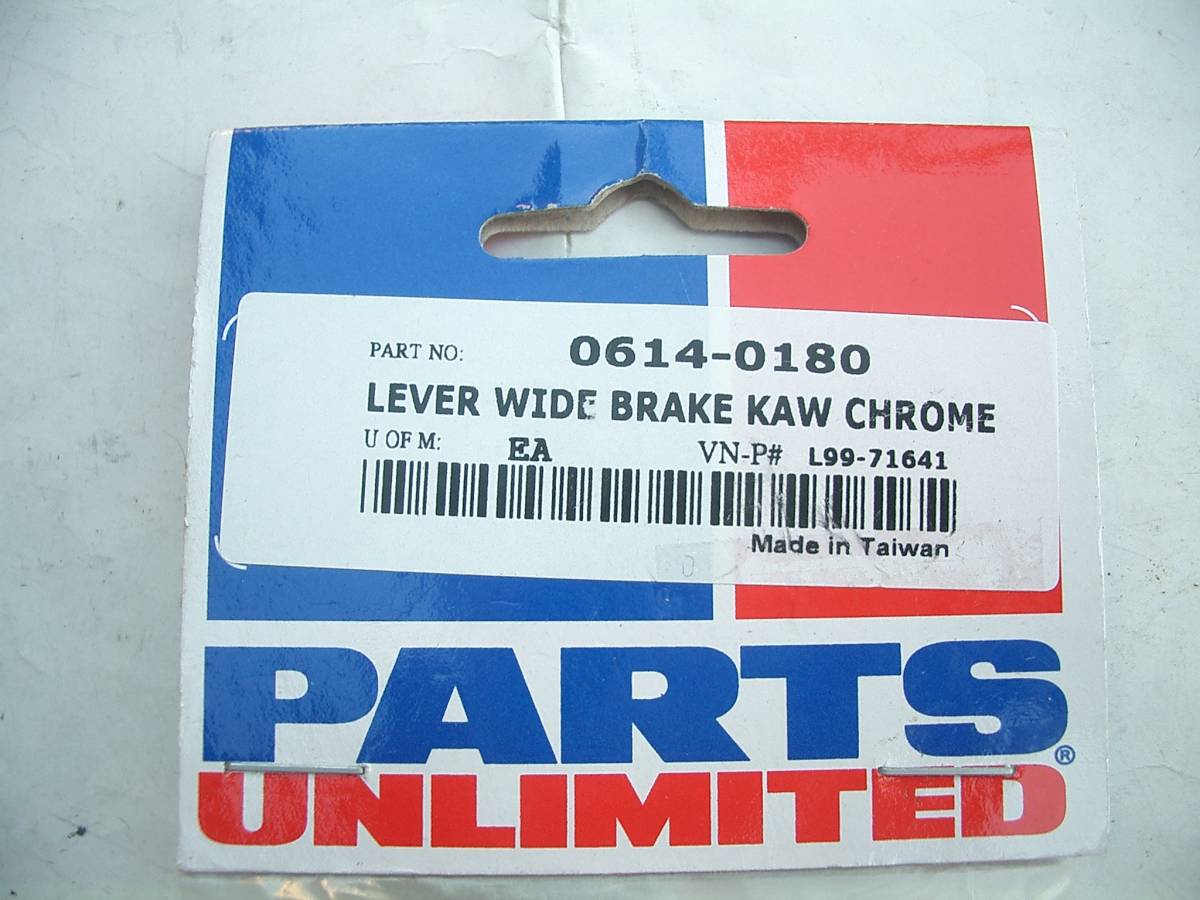 PART NO: 0614-0180
LEVER WIDE BRAKE KAW CHROME
U OF M: EA VN-P# L99-71641
Made in Taiwan
0
PARTS
UNLIMITED®